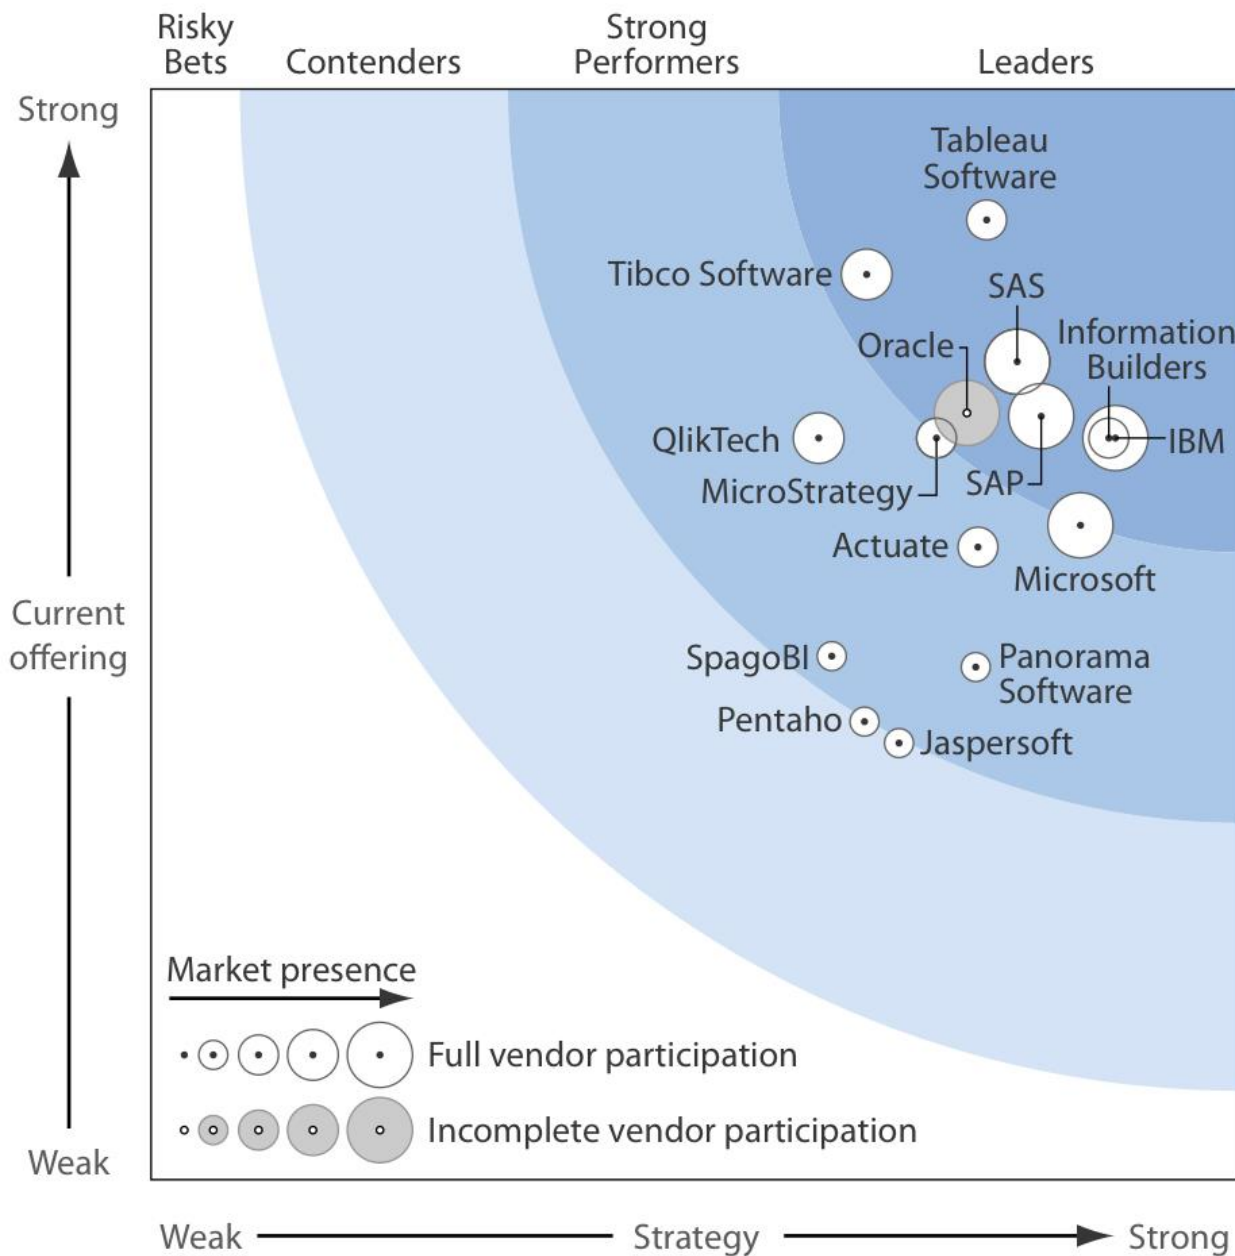 Risky
Bets
Contenders
Strong
Performers
Leaders
Strong
Current
offering
Weak
Tableau
Software
Tibco Software
SAS
Oracle
Information
Builders
QlikTech
MicroStrategy
SAP
IBM
Actuate
Microsoft
SpagoBI
Panorama
Software
Pentaho
Jaspersoft
Market presence
Full vendor participation
Incomplete vendor participation
Weak
Strategy
Strong